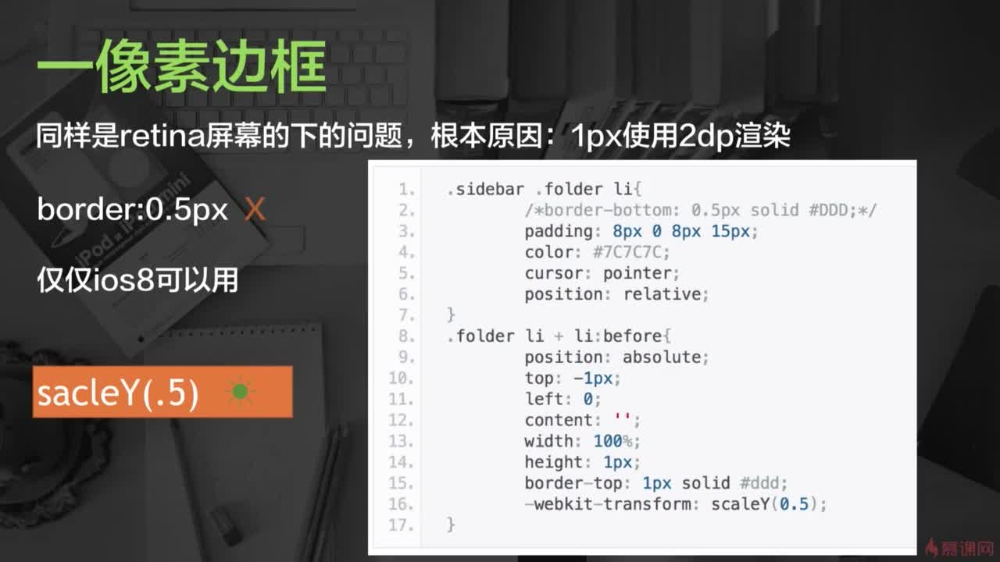 一像素边框
同样是retina屏幕的下的问题，根本原因：1px使用2dp渲染
border:0.5px X
仅仅ios8可以用
sacleY(.5)
1. .sidebar .folder li{
2. /*border-bottom: 0.5px solid #DDD;*/
3. padding: 8px 0 8px 15px;
4. color: #7C7C7C;
5. cursor: pointer;
6. position: relative;
7. }
8. .folder li + li:before{
9. position: absolute;
10. top: -1px;
11. left: 0;
12. content: '';
13. width: 100%;
14. height: 1px;
15. border-top: 1px solid #ddd;
16. -webkit-transform: scaleY(0.5);
17. }
iPod x iPad mini
慕课网